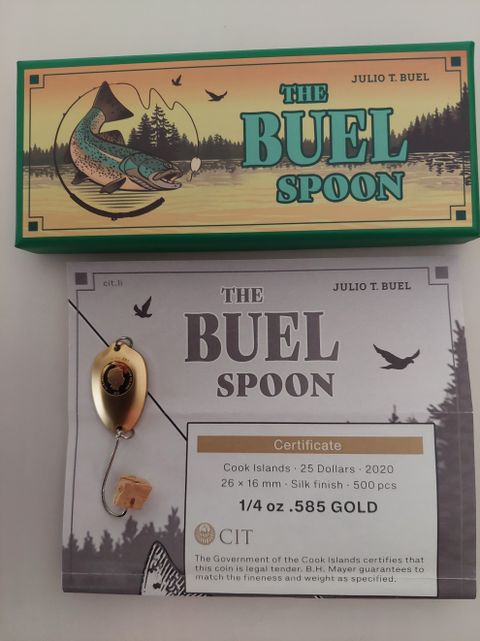 JULIO T. BUEL
THE
BUEL
SPOON
cit.li
JULIO T. BUEL
THE
BUEL
SPOON
Certificate
Cook Islands · 25 Dollars · 2020
26 × 16 mm · Silk finish · 500 pcs
1/4 oz .585 GOLD
CIT
The Government of the Cook Islands certifies that
this coin is legal tender. B.H. Mayer guarantees to
match the fineness and weight as specified.